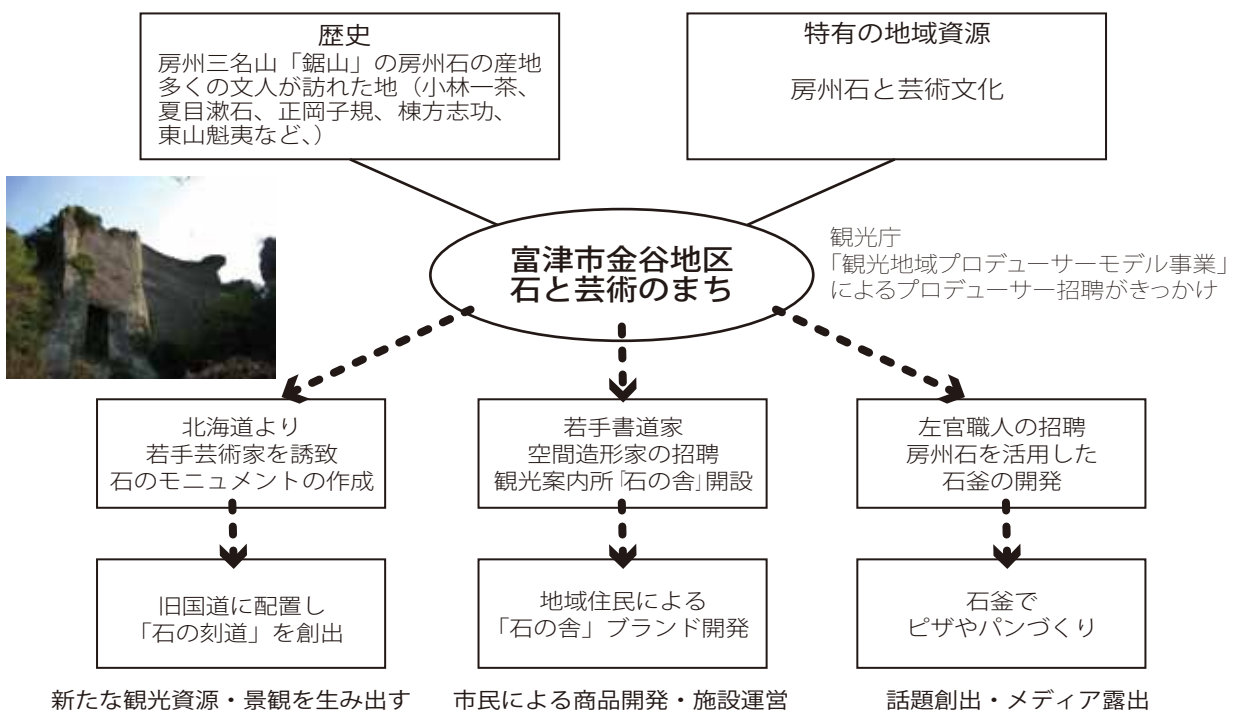 歴史
房州三名山「鋸山」の房州石の産地
多くの文人が訪れた地（小林一茶、
夏目漱石、正岡子規、棟方志功、
東山魁夷など、）
特有の地域資源
房州石と芸術文化
富津市金谷地区
石と芸術のまち
観光庁
「観光地域プロデューサーモデル事業」
によるプロデューサー招聘がきっかけ
北海道より
若手芸術家を誘致
石のモニュメントの作成
若手書道家
空間造形家の招聘
観光案内所「石の舎」開設
左官職人の招聘
房州石を活用した
石釜の開発
旧国道に配置し
「石の刻道」を創出
地域住民による
「石の舎」ブランド開発
石釜で
ピザやパンづくり
新たな観光資源・景観を生み出す
市民による商品開発・施設運営
話題創出・メディア露出